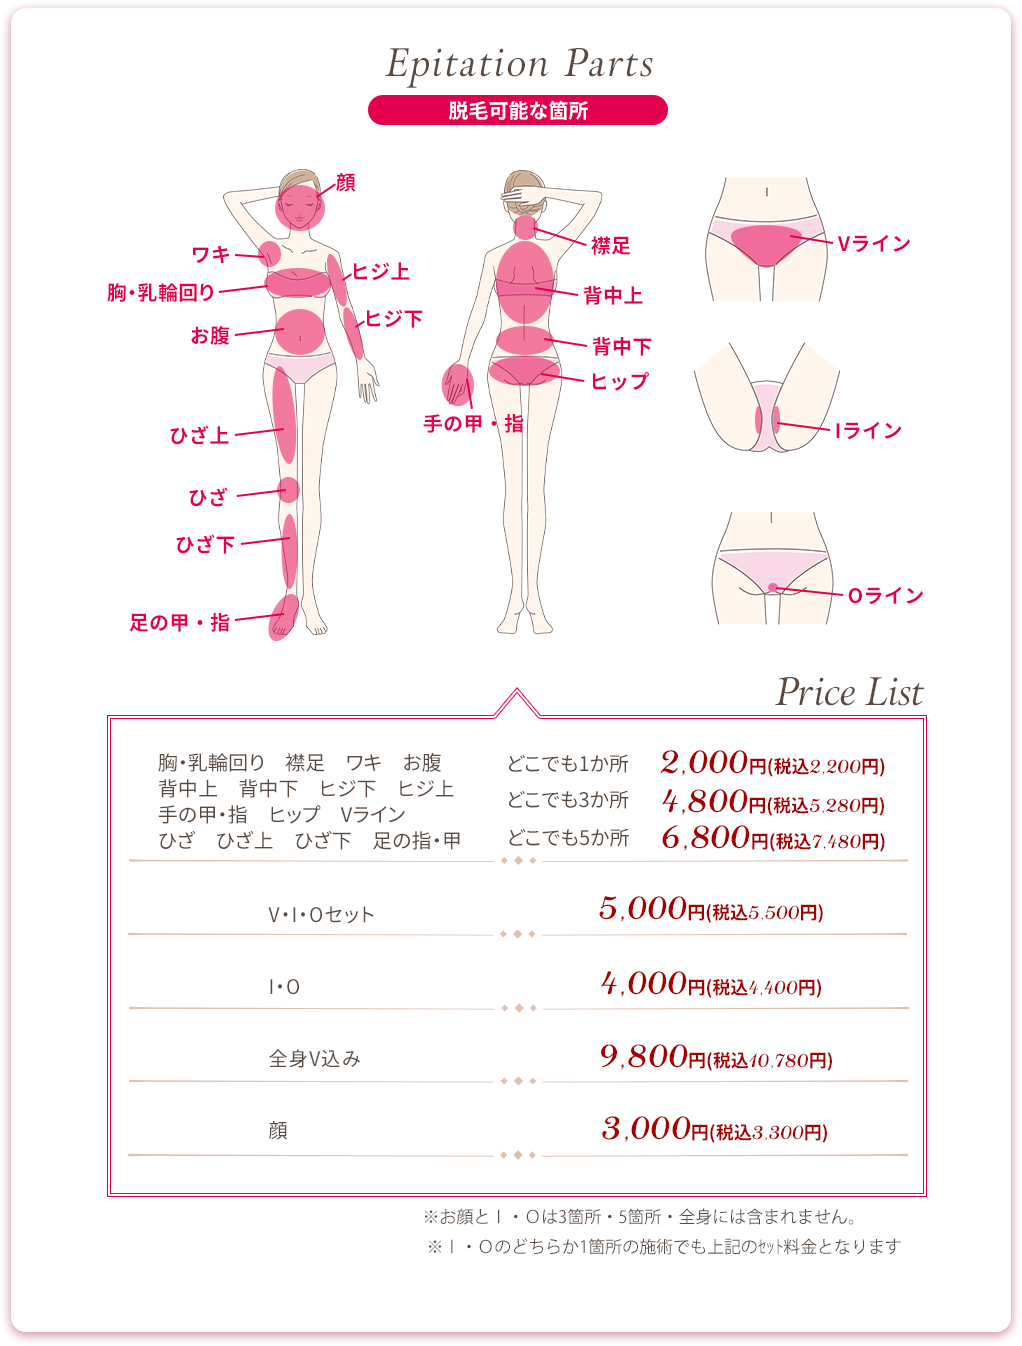 Epitation Parts
脱毛可能な箇所
顔
ワキ
胸・乳輪回り
ヒジ上
お腹
ヒジ下
ひざ上
ひざ
ひざ下
足の甲・指
襟足
背中上
背中下
ヒップ
手の甲・指
Vライン
Iライン
Oライン
Price List
胸・乳輪回り　襟足　ワキ　お腹
背中上　背中下　ヒジ下　ヒジ上
手の甲・指　ヒップ　Vライン
ひざ　ひざ上　ひざ下　足の指・甲
どこでも1か所　2,000円(税込2,200円)
どこでも3か所　4,800円(税込5,280円)
どこでも5か所　6,800円(税込7,480円)
V・I・Oセット　5,000円(税込5,500円)
I・O　4,000円(税込4,400円)
全身V込み　9,800円(税込10,780円)
顔　3,000円(税込3,300円)
※お顔とI・Oは3箇所・5箇所・全身には含まれません。
※I・Oのどちらか1箇所の施術でも上記のｾｯﾄ料金となります